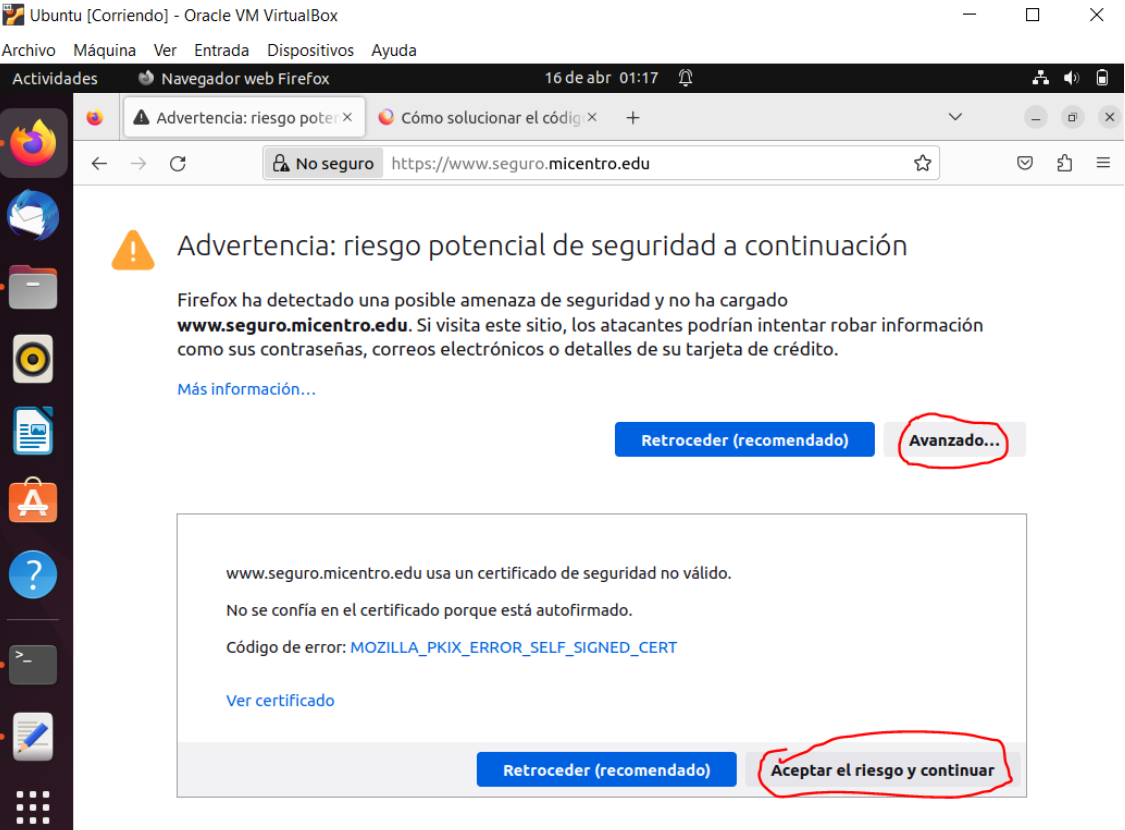 Ubuntu [Corriendo] - Oracle VM VirtualBox
Archivo Máquina Ver Entrada Dispositivos Ayuda
Actividades Navegador web Firefox 16 de abr 01:17
Advertencia: riesgo poten Cómo solucionar el códig
No seguro https://www.seguro.micentro.edu
Advertencia: riesgo potencial de seguridad a continuación
Firefox ha detectado una posible amenaza de seguridad y no ha cargado
www.seguro.micentro.edu. Si visita este sitio, los atacantes podrían intentar robar información
como sus contraseñas, correos electrónicos o detalles de su tarjeta de crédito.
Más información…
Retroceder (recomendado) Avanzado...
www.seguro.micentro.edu usa un certificado de seguridad no válido.
No se confía en el certificado porque está autofirmado.
Código de error: MOZILLA_PKIX_ERROR_SELF_SIGNED_CERT
Ver certificado
Retroceder (recomendado) Aceptar el riesgo y continuar